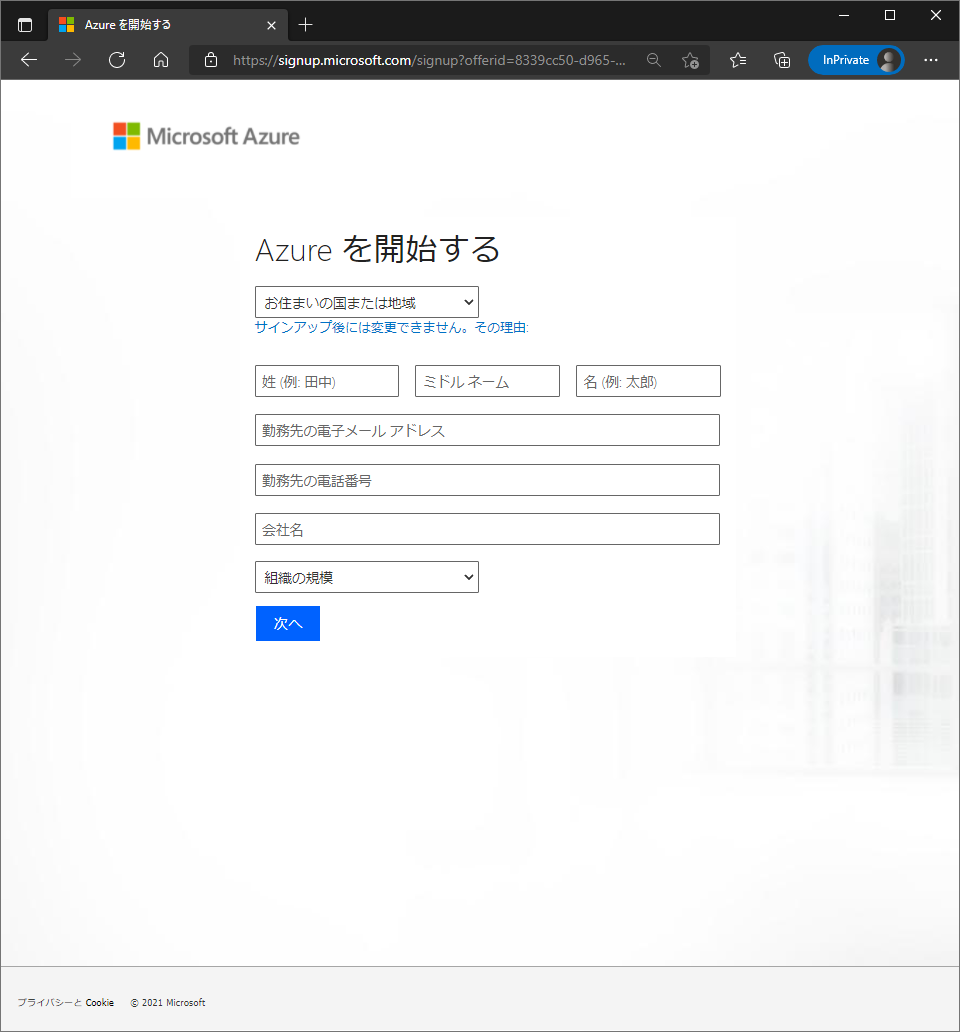 Azure を開始する
https://signup.microsoft.com/signup?offerid=8339cc50-d965-...
InPrivate
Microsoft Azure
Azure を開始する
お住まいの国または地域
サインアップ後には変更できません。その理由:
姓 (例: 田中) ミドル ネーム 名 (例: 太郎)
勤務先の電子メール アドレス
勤務先の電話番号
会社名
組織の規模
次へ
プライバシーと Cookie © 2021 Microsoft